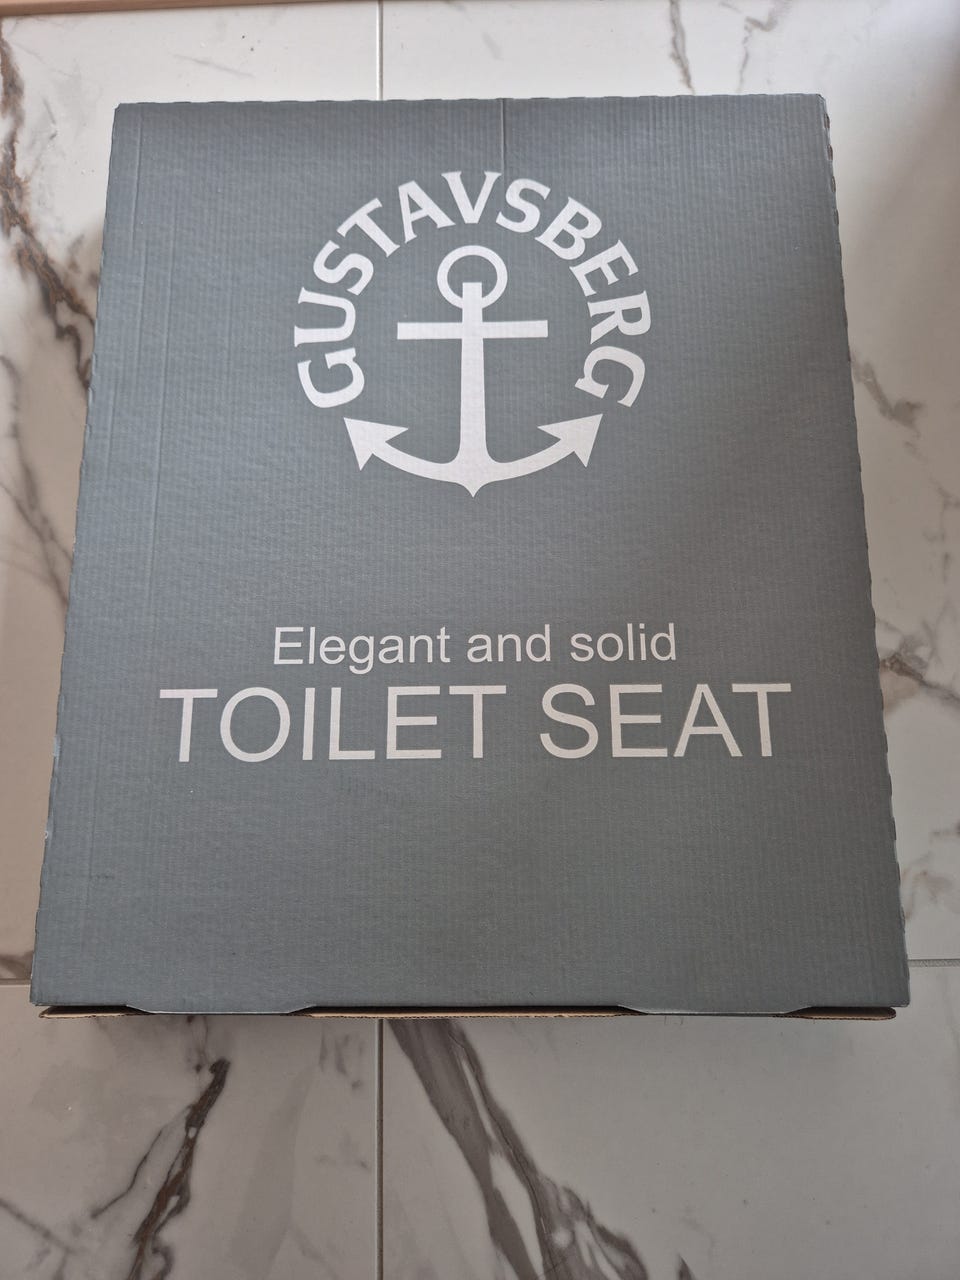 GUSTAVSBERG
Elegant and solid
TOILET SEAT